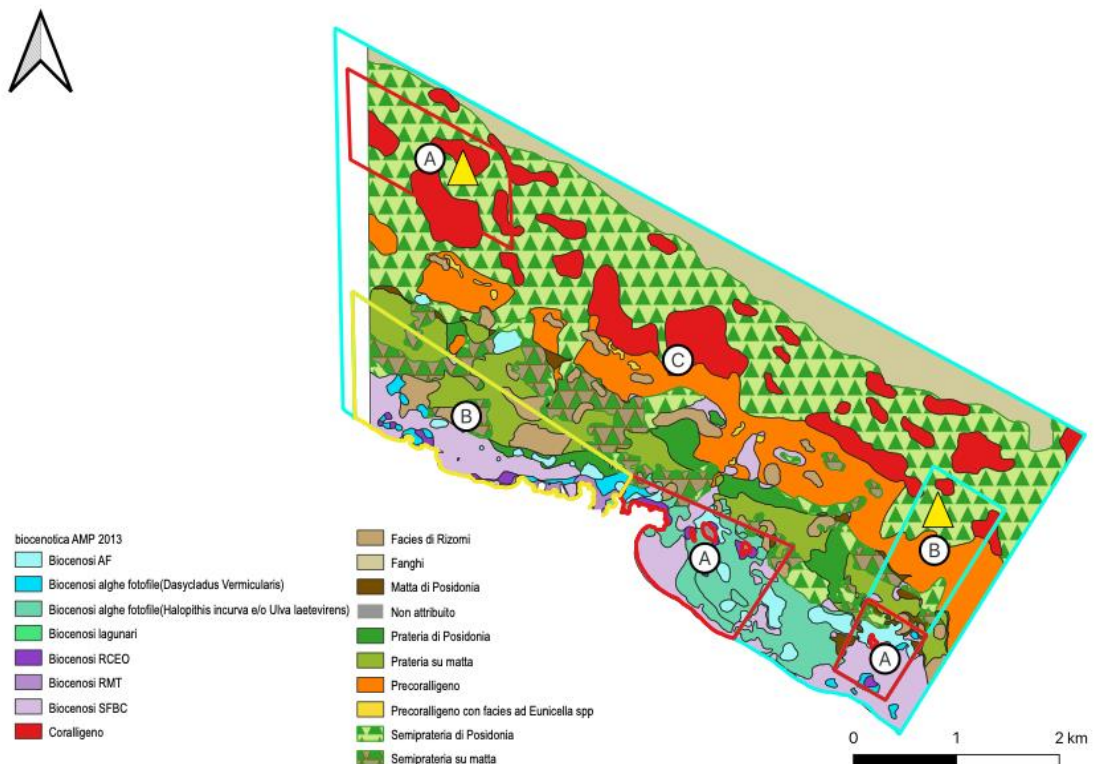 A
C
B
B
A
A
biocenotica AMP 2013
Biocenosi AF
Biocenosi alghe fotofile(Dasycladus Vermicularis)
Biocenosi alghe fotofile(Halopithis incurva e/o Ulva laetevirens)
Biocenosi lagunari
Biocenosi RCEO
Biocenosi RMT
Biocenosi SFBC
Coralligeno
Facies di Rizomi
Fanghi
Matta di Posidonia
Non attribuito
Prateria di Posidonia
Prateria su matta
Precoralligeno
Precoralligeno con facies ad Eunicella spp
Semiprateria di Posidonia
Semiprateria su matta
0 1 2 km